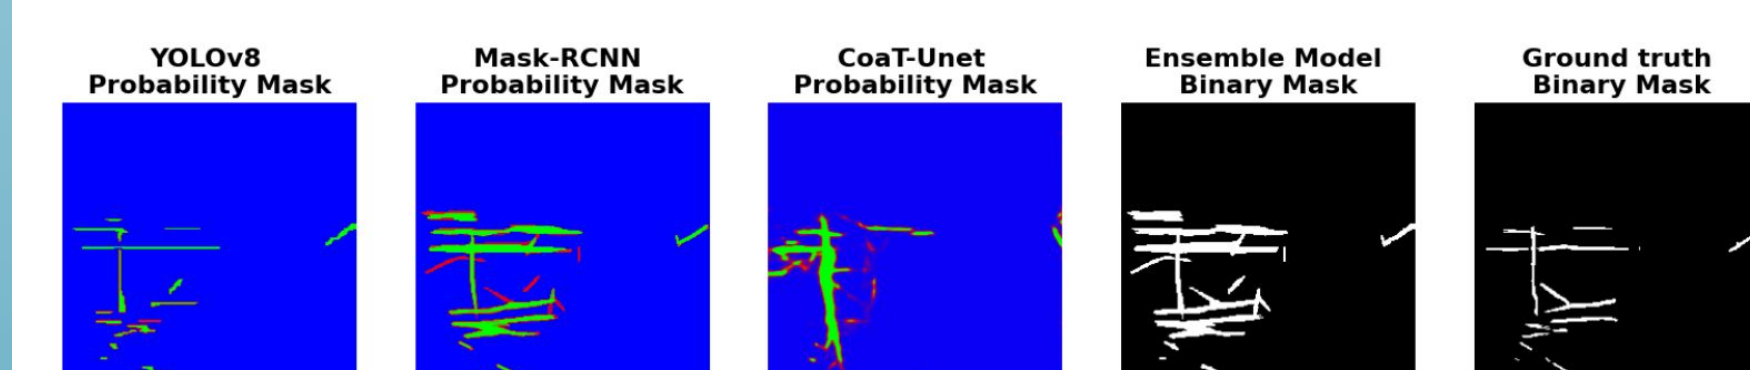 YOLOv8
Probability Mask
Mask-RCNN
Probability Mask
CoaT-Unet
Probability Mask
Ensemble Model
Binary Mask
Ground truth
Binary Mask